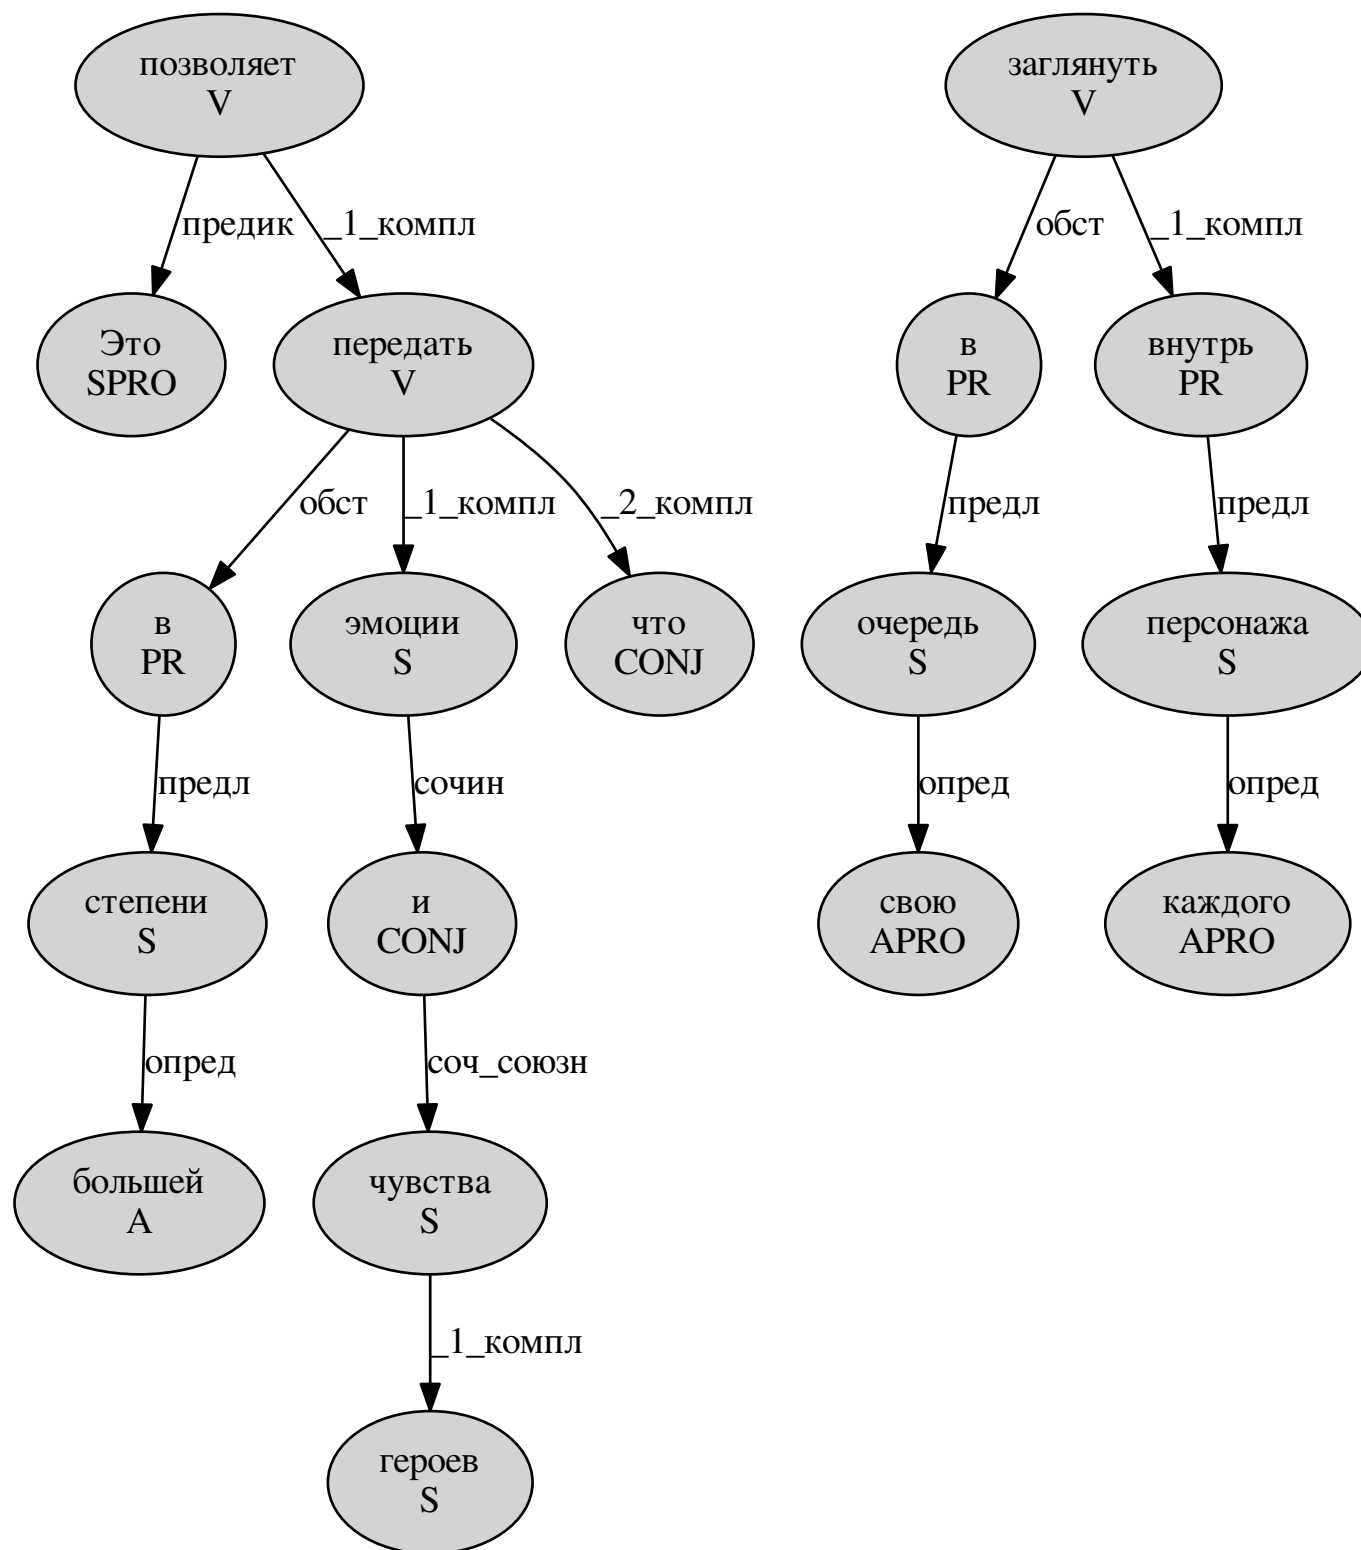 позволяет
V
заглянуть
V
предик
_1_компл
обст
_1_компл
Это
SPRO
передать
V
в
PR
внутрь
PR
обст
_1_компл
_2_компл
предл
предл
в
PR
эмоции
S
что
CONJ
очередь
S
персонажа
S
предл
сочин
опред
опред
степени
S
и
CONJ
свою
APRO
каждого
APRO
опред
соч_союзн
большей
A
чувства
S
_1_компл
героев
S